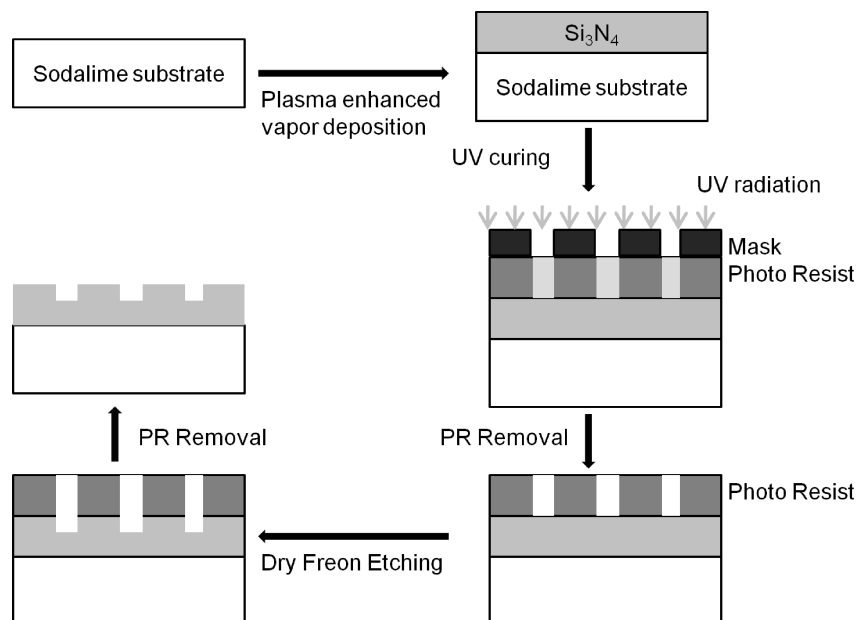 Sodalime substrate
Plasma enhanced
vapor deposition
Si₃N₄
Sodalime substrate
UV curing
UV radiation
Mask
Photo Resist
PR Removal
Photo Resist
Dry Freon Etching
PR Removal